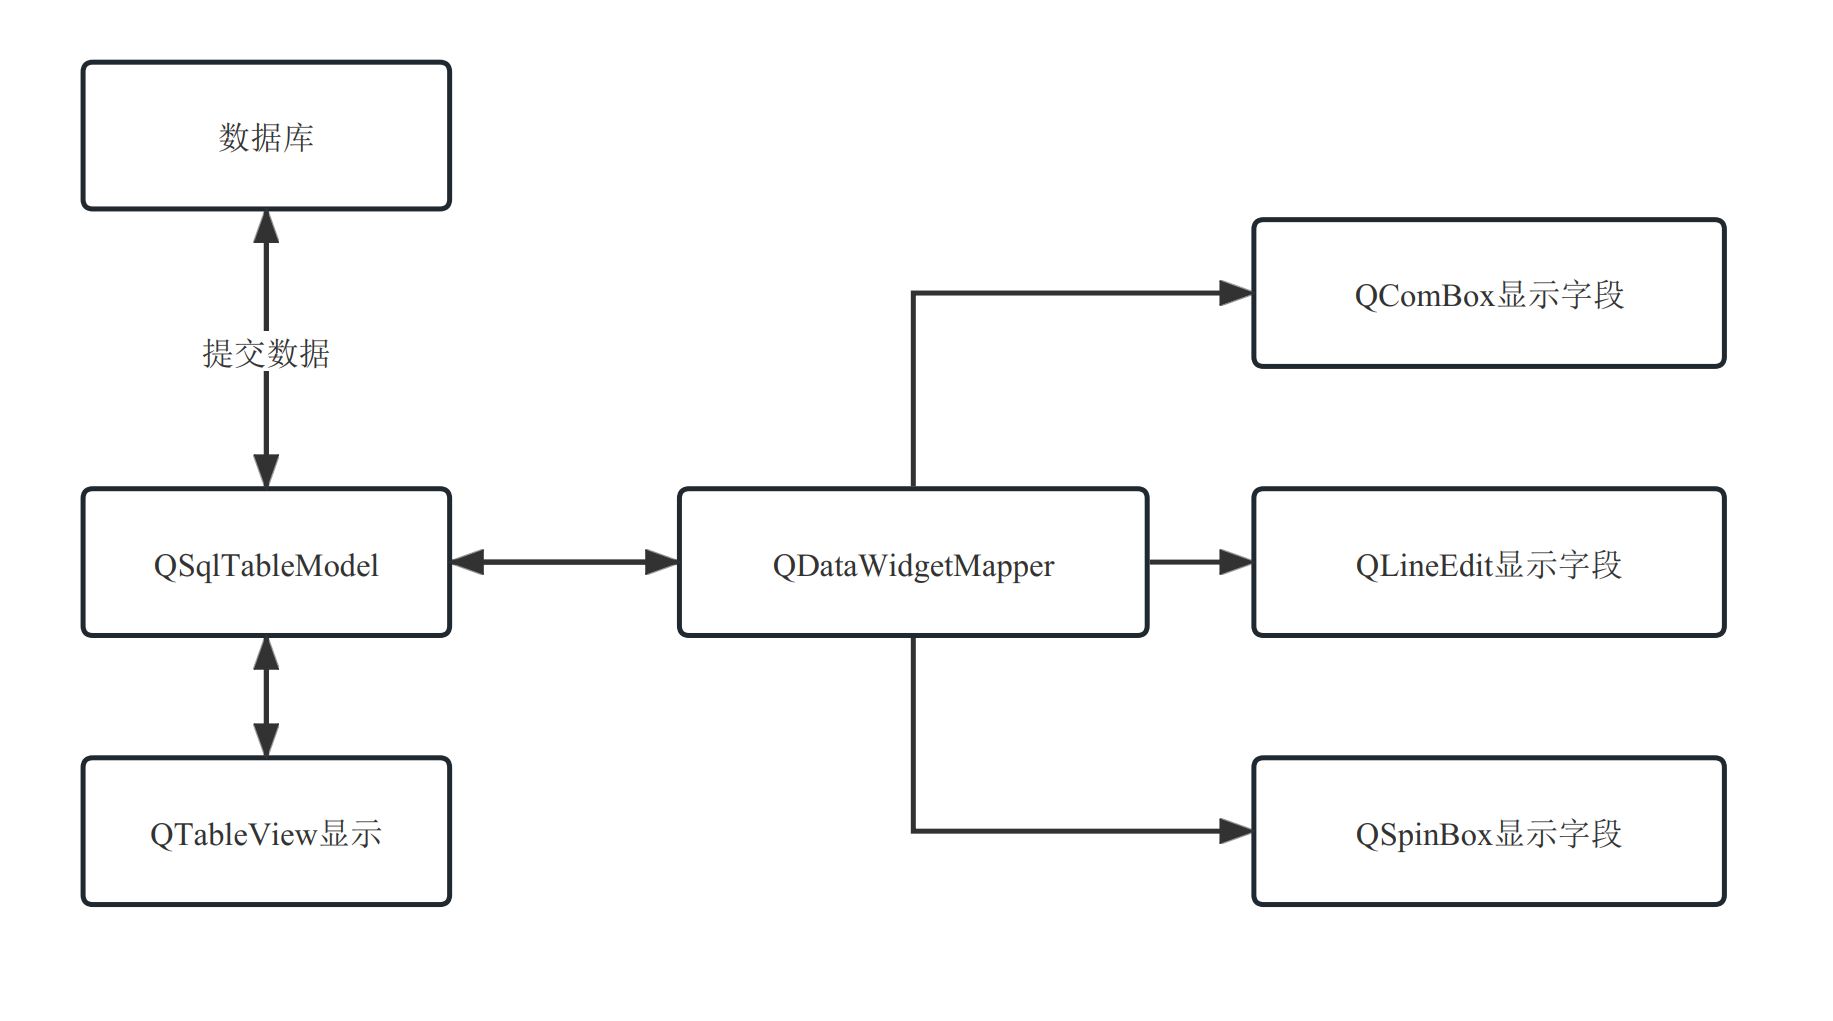 数据库
提交数据
QComBox显示字段
QSqlTableModel
QDataWidgetMapper
QLineEdit显示字段
QTableView显示
QSpinBox显示字段